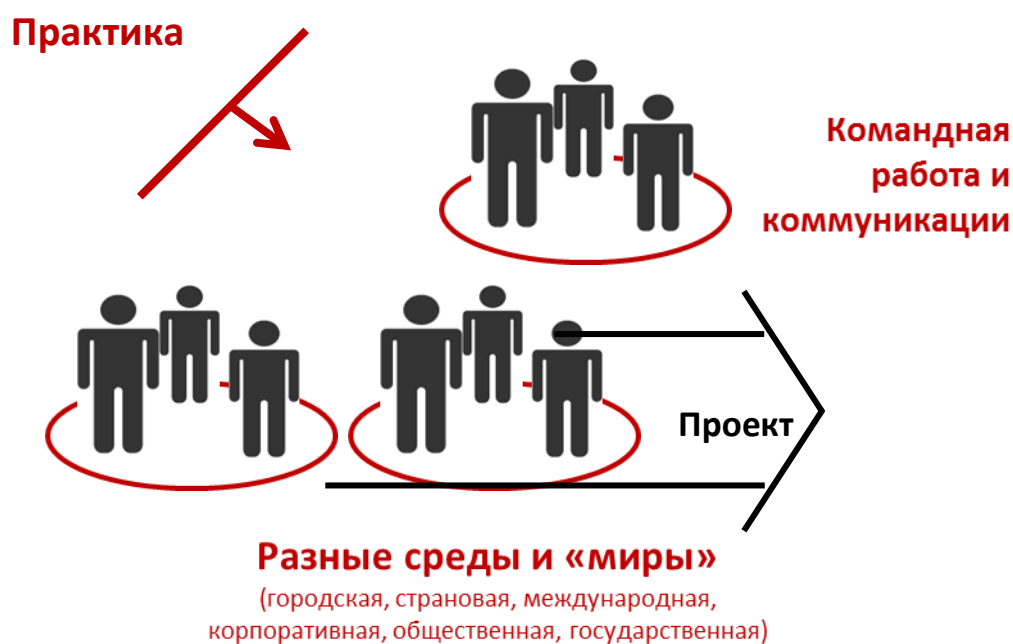 Практика
Командная
работа и
коммуникации
Проект
Разные среды и «миры»
(городская, страновая, международная,
корпоративная, общественная, государственная)